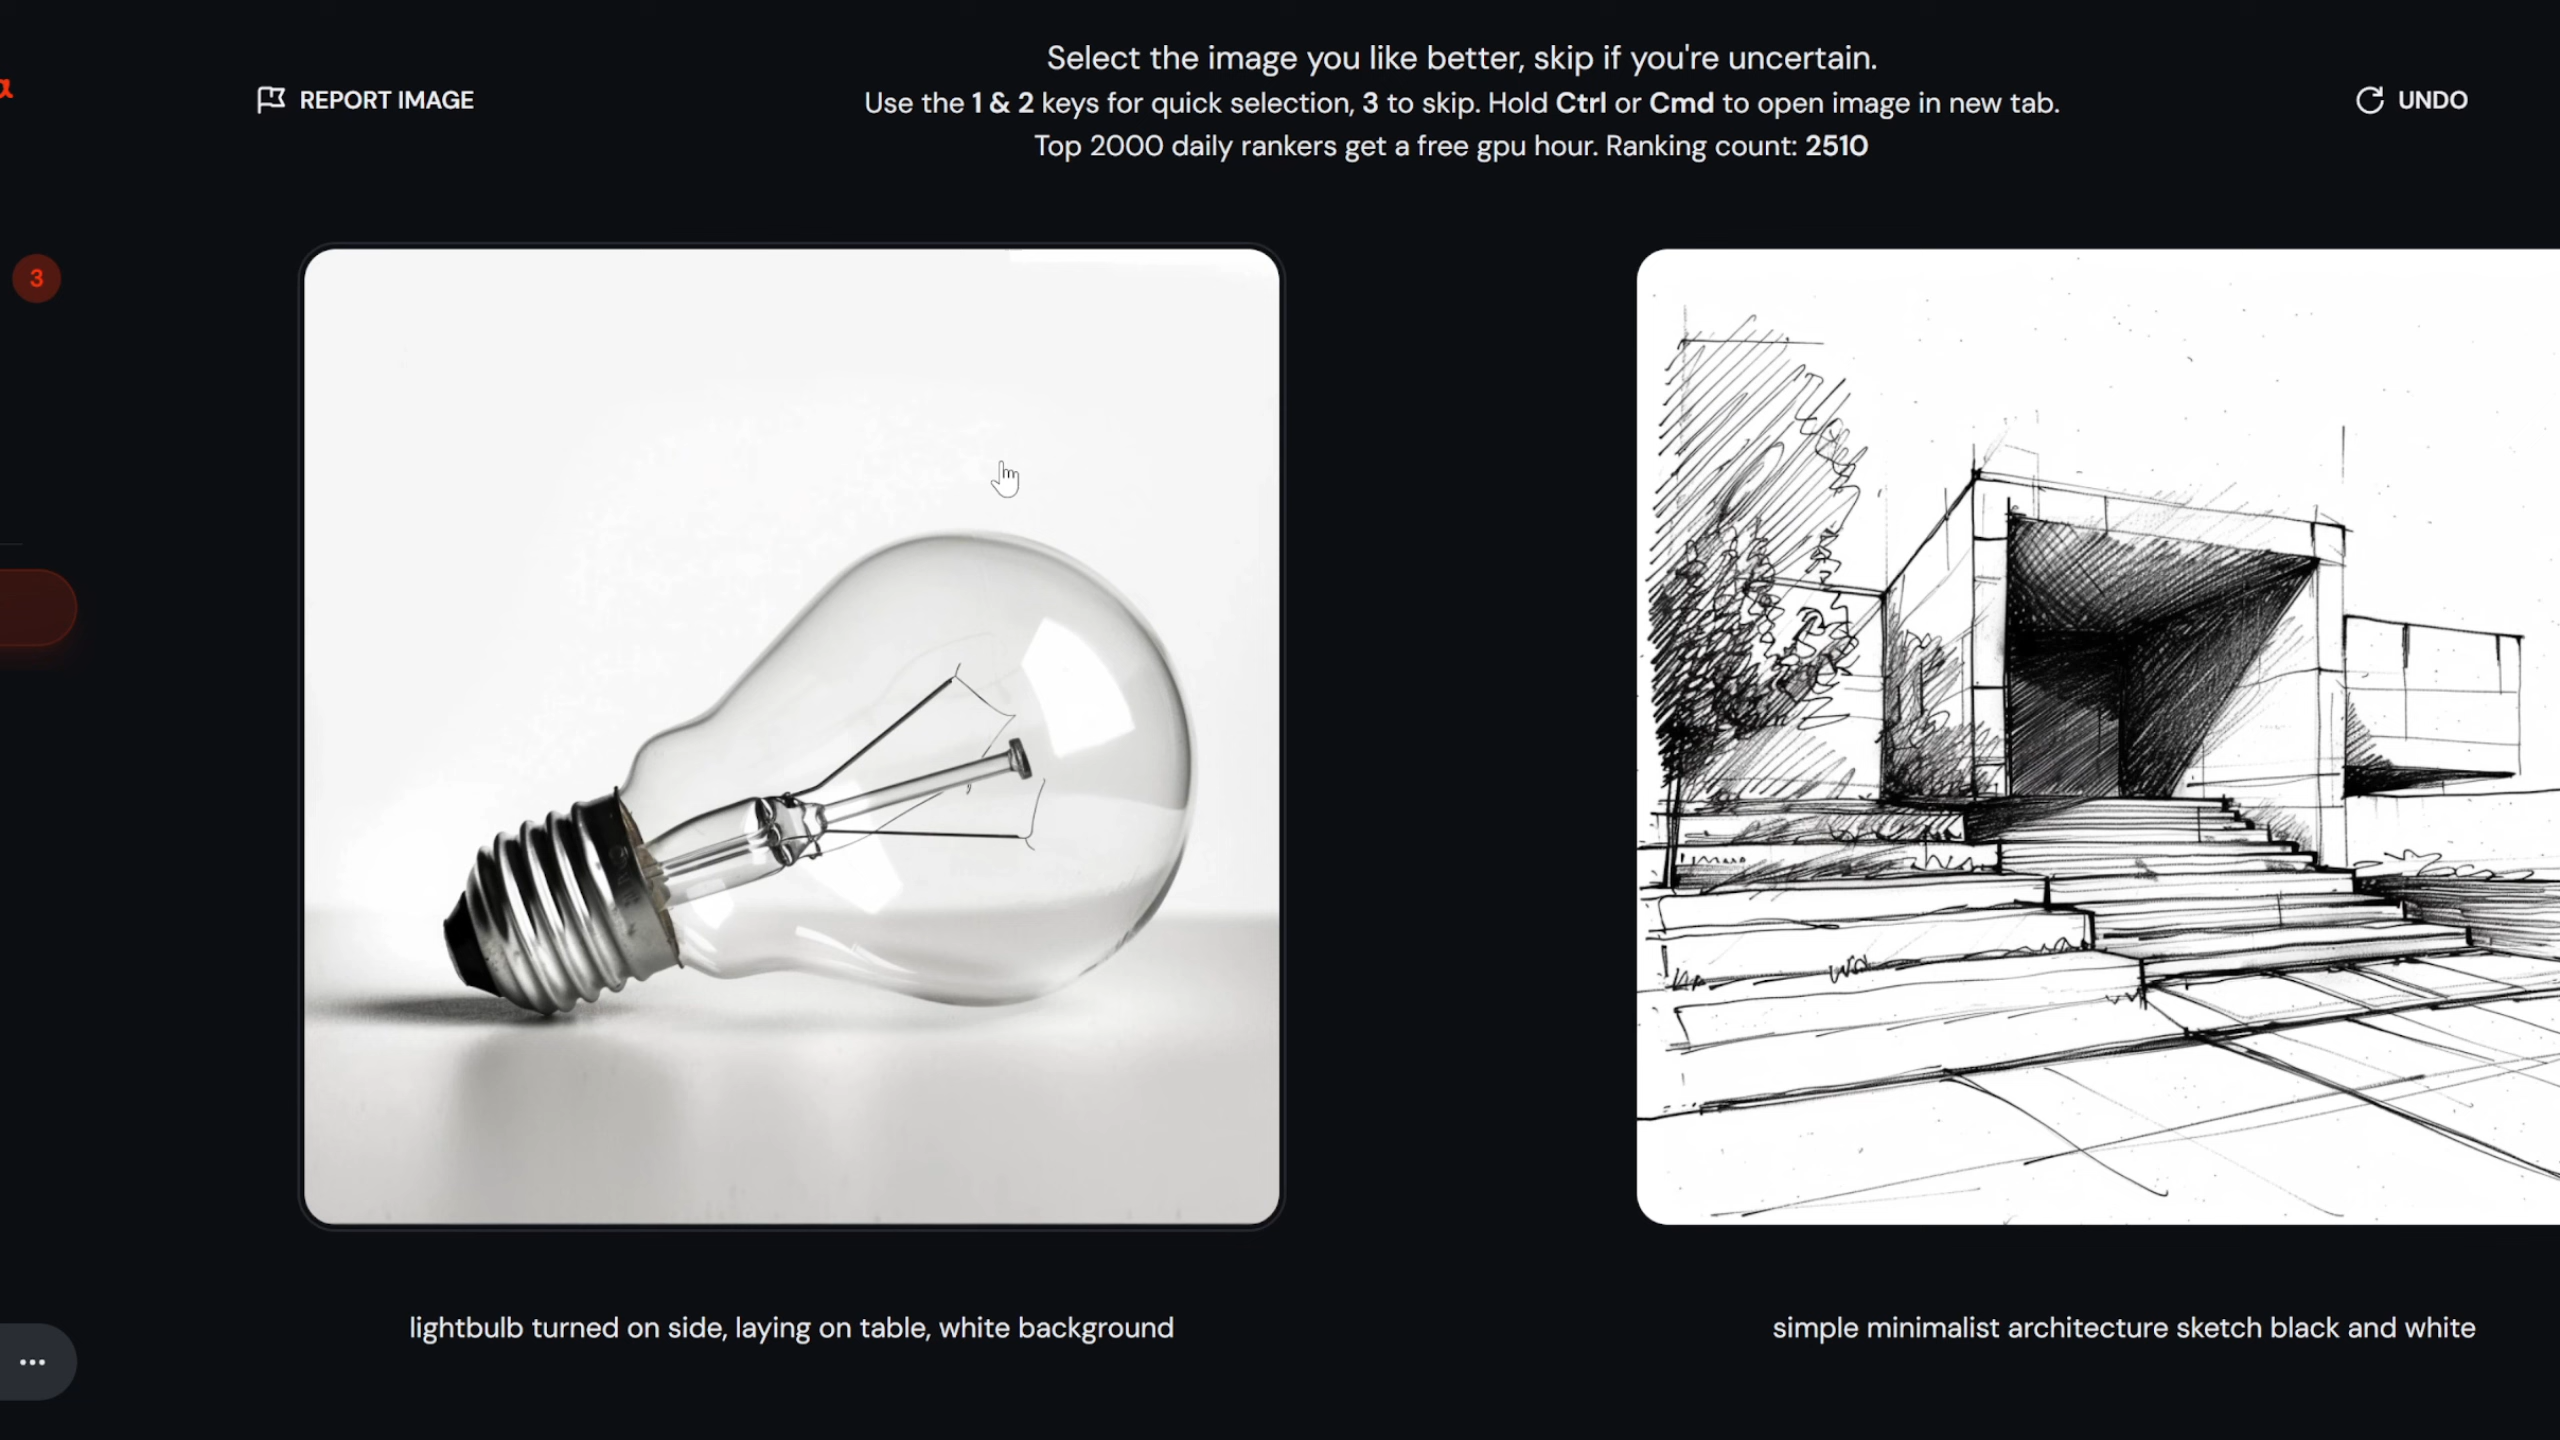 α
REPORT IMAGE
Select the image you like better, skip if you're uncertain.
Use the 1 & 2 keys for quick selection, 3 to skip. Hold Ctrl or Cmd to open image in new tab.
Top 2000 daily rankers get a free gpu hour. Ranking count: 2510
UNDO
3
lightbulb turned on side, laying on table, white background
simple minimalist architecture sketch black and white